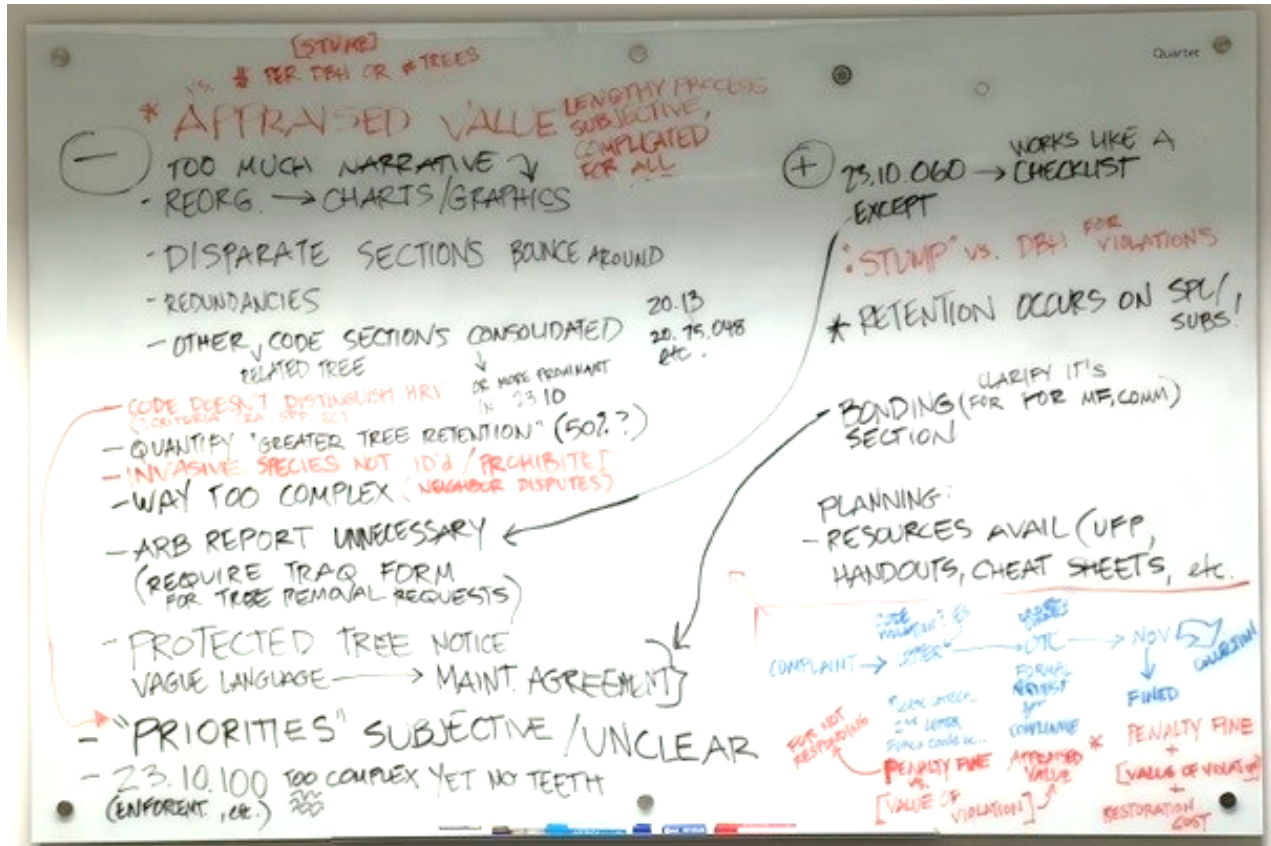 [STUMP]
vs. $ PER DBH OR # TREES
* APPRAISED VALUE
LENGTHY PROCESS
SUBJECTIVE,
COMPLICATED
FOR ALL
− TOO MUCH NARRATIVE
- REORG. → CHARTS/GRAPHICS
- DISPARATE SECTIONS BOUNCE AROUND
- REDUNDANCIES
- OTHER CODE SECTIONS CONSOLIDATED
RELATED TREE
20.13
20.75.048
etc.
OR MORE PROMINANT
IN 23.10
- CODE DOESN'T DISTINGUISH
- QUANTIFY "GREATER TREE RETENTION" (50%?)
- INVASIVE SPECIES NOT ID'd / PROHIBITED
- WAY TOO COMPLEX (NEIGHBOR DISPUTES)
- ARB REPORT UNNECESSARY
(REQUIRE TRAQ FORM
FOR TREE REMOVAL REQUESTS)
- PROTECTED TREE NOTICE
VAGUE LANGUAGE → MAINT. AGREEMENT}
- "PRIORITIES" SUBJECTIVE / UNCLEAR
- 23.10.100 TOO COMPLEX YET NO TEETH
(ENFORENT., etc.)
Quartet
+ 23.10.060 → WORKS LIKE A
CHECKLIST
EXCEPT
"STUMP" vs. DBH FOR VIOLATIONS
* RETENTION OCCURS ON SPL/,
SUBS!
CLARIFY IT'S
BONDING (FOR FOR MF, COMM)
SECTION
PLANNING:
- RESOURCES AVAIL (UFP,
HANDOUTS, CHEAT SHEETS, etc.
CODE
COMPLAINT → LETTER → OTC → NOV
COLLECTION
FORMAL
REQUEST
for
COMPLIANCE
2nd LETTER
FINED
FOR NOT
RESPONDING
PENALTY FINE
vs.
[VALUE OF
VIOLATION]
APPRAISED *
VALUE
PENALTY FINE
+
[VALUE OF VIOLAT
+
RESTORATION
COST